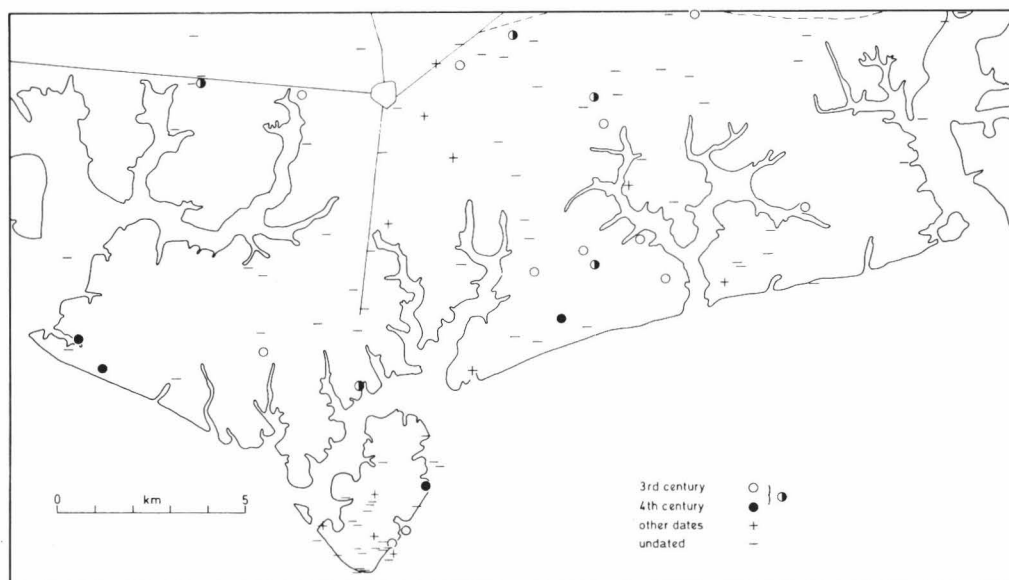 0 km 5
3rd century
4th century
other dates
undated